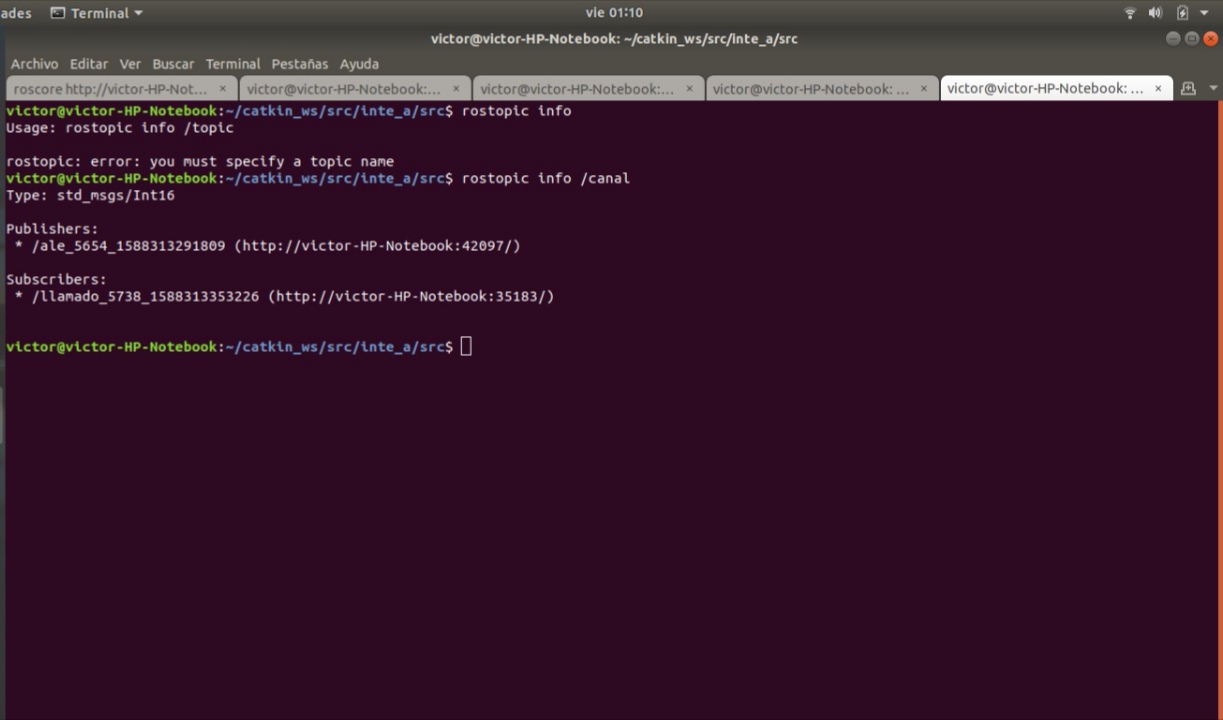 ades Terminal vie 01:10
victor@victor-HP-Notebook: ~/catkin_ws/src/inte_a/src
Archivo Editar Ver Buscar Terminal Pestañas Ayuda
roscore http://victor-HP-Not... × victor@victor-HP-Notebook:... × victor@victor-HP-Notebook:... × victor@victor-HP-Notebook: ... × victor@victor-HP-Notebook: ... ×
victor@victor-HP-Notebook:~/catkin_ws/src/inte_a/src$ rostopic info
Usage: rostopic info /topic
rostopic: error: you must specify a topic name
victor@victor-HP-Notebook:~/catkin_ws/src/inte_a/src$ rostopic info /canal
Type: std_msgs/Int16
Publishers:
* /ale_5654_1588313291809 (http://victor-HP-Notebook:42097/)
Subscribers:
* /llamado_5738_1588313353226 (http://victor-HP-Notebook:35183/)
victor@victor-HP-Notebook:~/catkin_ws/src/inte_a/src$